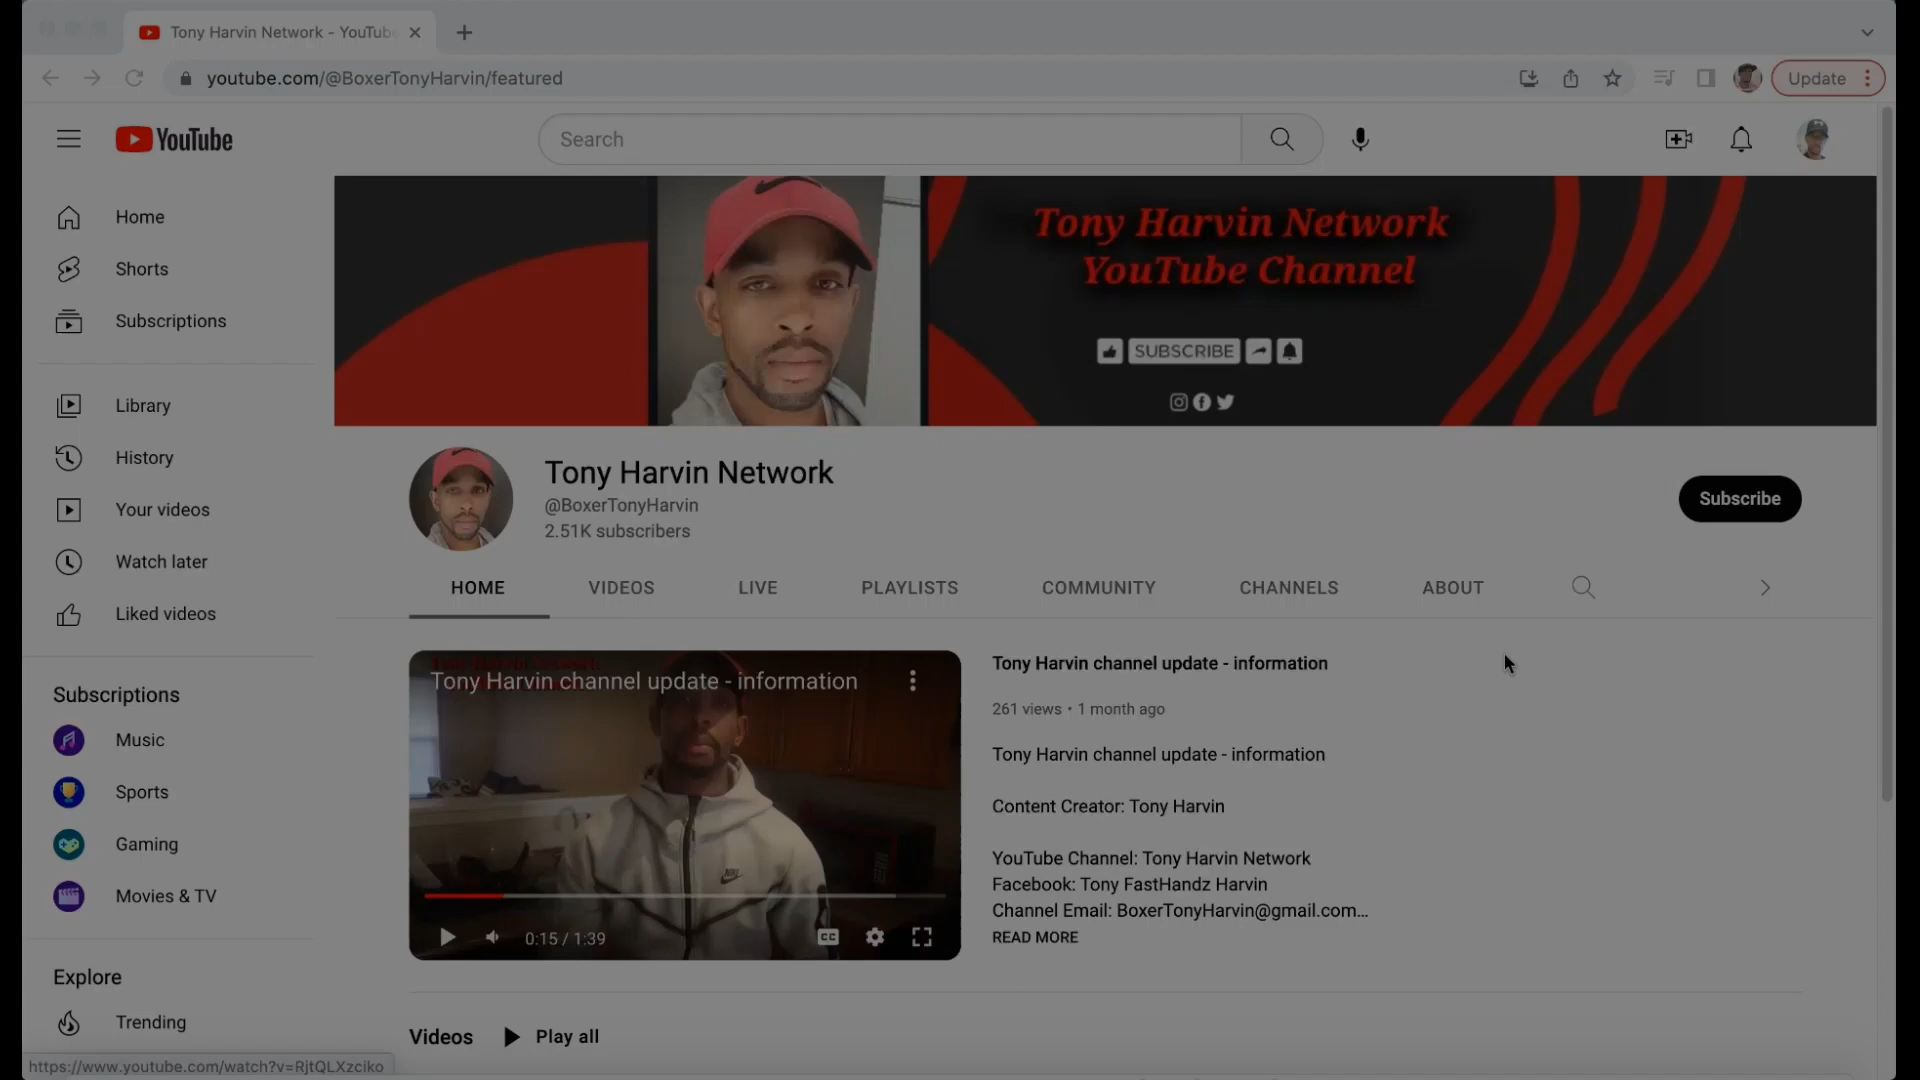 Tony Harvin Network - YouTube
youtube.com/@BoxerTonyHarvin/featured
Update
YouTube
Search
Home
Shorts
Subscriptions
Library
History
Your videos
Watch later
Liked videos
Subscriptions
Music
Sports
Gaming
Movies & TV
Explore
Trending
https://www.youtube.com/watch?v=RjtQLXzciko
Tony Harvin Network
YouTube Channel
SUBSCRIBE
Tony Harvin Network
@BoxerTonyHarvin
2.51K subscribers
Subscribe
HOME
VIDEOS
LIVE
PLAYLISTS
COMMUNITY
CHANNELS
ABOUT
Tony Harvin channel update - information
0:15 / 1:39
CC
Tony Harvin channel update - information
261 views • 1 month ago
Tony Harvin channel update - information
Content Creator: Tony Harvin
YouTube Channel: Tony Harvin Network
Facebook: Tony FastHandz Harvin
Channel Email: BoxerTonyHarvin@gmail.com...
READ MORE
Videos
Play all